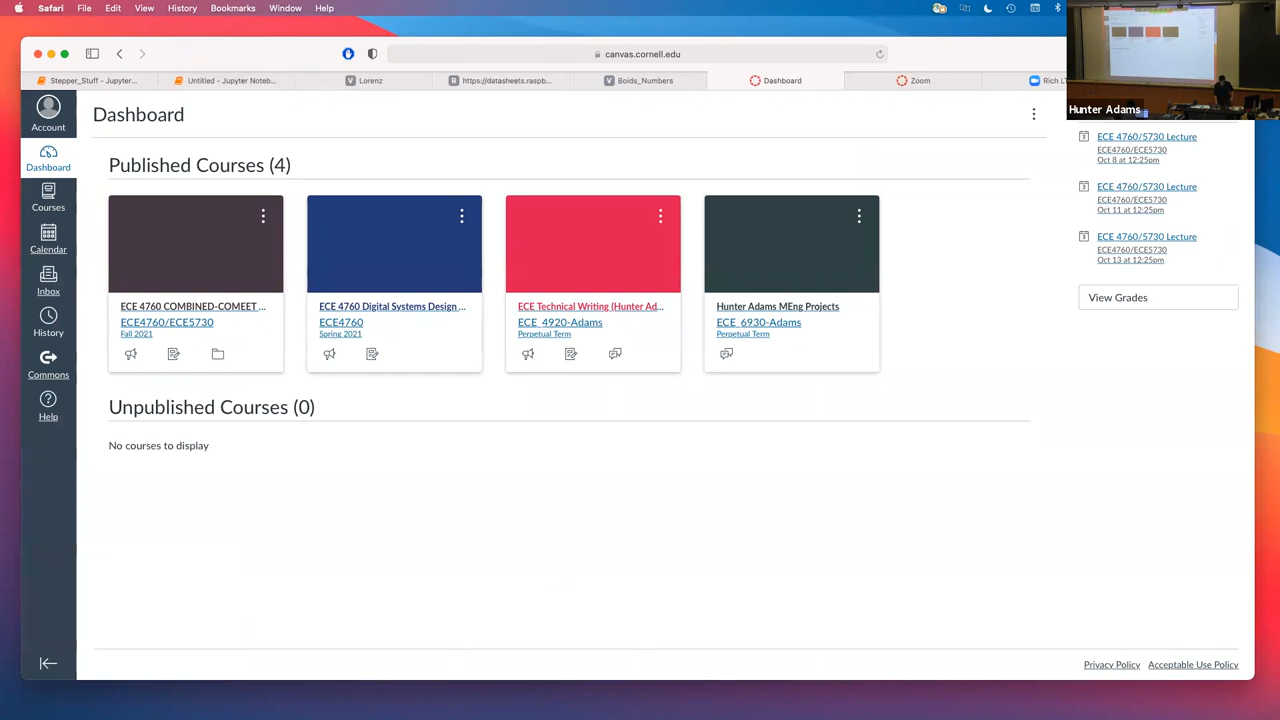 Safari File Edit View History Bookmarks Window Help
canvas.cornell.edu
Stepper_Stuff - Jupyter... Untitled - Jupyter Noteb... Lorenz https://datasheets.raspb... Boids_Numbers Dashboard Zoom Rich LT
Hunter Adams
Account
Dashboard
Courses
Calendar
Inbox
History
Commons
Help
Dashboard
Published Courses (4)
ECE 4760 COMBINED-COMEET ...
ECE4760/ECE5730
Fall 2021
ECE 4760 Digital Systems Design ...
ECE4760
Spring 2021
ECE Technical Writing (Hunter Ad...
ECE_4920-Adams
Perpetual Term
Hunter Adams MEng Projects
ECE_6930-Adams
Perpetual Term
Unpublished Courses (0)
No courses to display
ECE 4760/5730 Lecture
ECE4760/ECE5730
Oct 8 at 12:25pm
ECE 4760/5730 Lecture
ECE4760/ECE5730
Oct 11 at 12:25pm
ECE 4760/5730 Lecture
ECE4760/ECE5730
Oct 13 at 12:25pm
View Grades
Privacy Policy Acceptable Use Policy